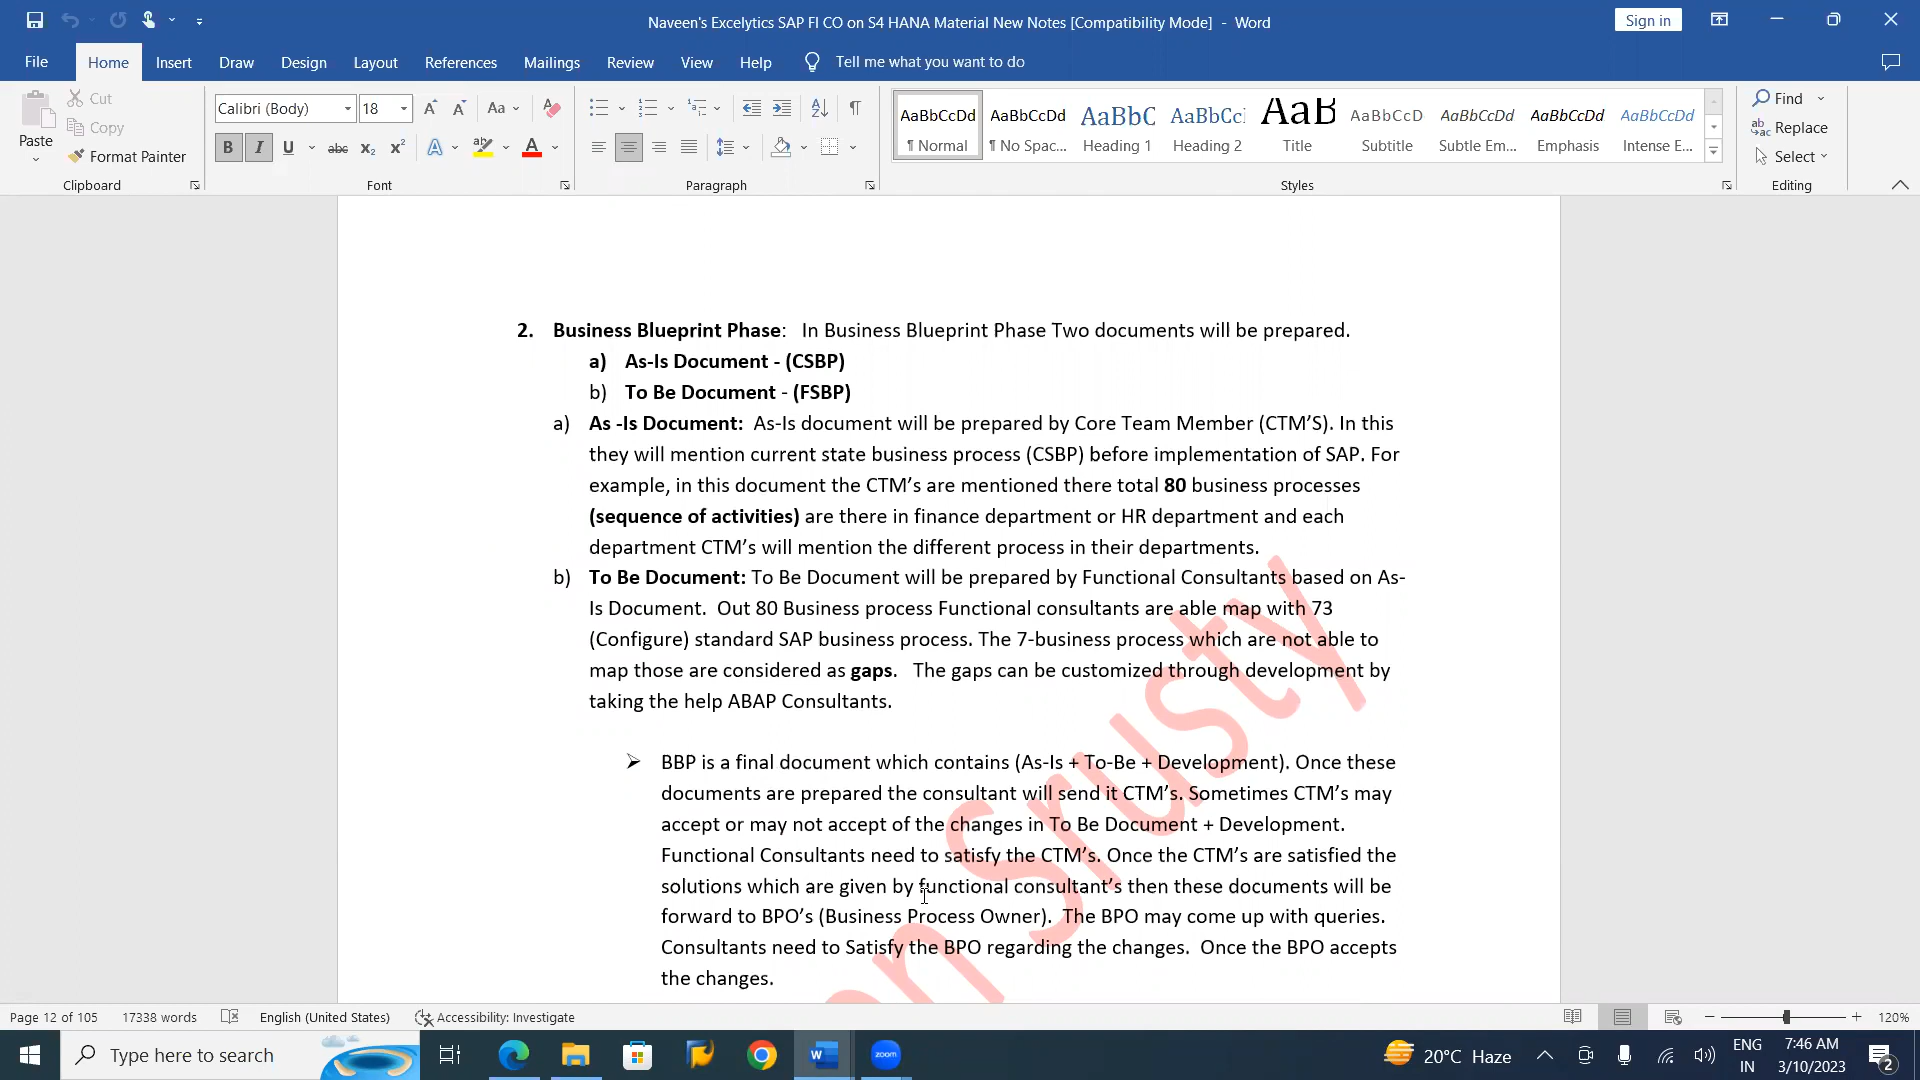 Naveen's Excelytics SAP FI CO on S4 HANA Material New Notes [Compatibility Mode] - Word
Sign in
File Home Insert Draw Design Layout References Mailings Review View Help Tell me what you want to do
Paste
Cut
Copy
Format Painter
Clipboard
Calibri (Body) 18
Font
Paragraph
AaBbCcDd AaBbCcDd AaBbC AaBbCc AaB AaBbCcD AaBbCcDd AaBbCcDd AaBbCcDd
¶ Normal ¶ No Spac... Heading 1 Heading 2 Title Subtitle Subtle Em... Emphasis Intense E...
Styles
Find
Replace
Select
Editing
2. Business Blueprint Phase: In Business Blueprint Phase Two documents will be prepared.
a) As-Is Document - (CSBP)
b) To Be Document - (FSBP)
a) As -Is Document: As-Is document will be prepared by Core Team Member (CTM’S). In this
they will mention current state business process (CSBP) before implementation of SAP. For
example, in this document the CTM’s are mentioned there total 80 business processes
(sequence of activities) are there in finance department or HR department and each
department CTM’s will mention the different process in their departments.
b) To Be Document: To Be Document will be prepared by Functional Consultants based on As-
Is Document. Out 80 Business process Functional consultants are able map with 73
(Configure) standard SAP business process. The 7-business process which are not able to
map those are considered as gaps. The gaps can be customized through development by
taking the help ABAP Consultants.
➢ BBP is a final document which contains (As-Is + To-Be + Development). Once these
documents are prepared the consultant will send it CTM’s. Sometimes CTM’s may
accept or may not accept of the changes in To Be Document + Development.
Functional Consultants need to satisfy the CTM’s. Once the CTM’s are satisfied the
solutions which are given by functional consultant’s then these documents will be
forward to BPO’s (Business Process Owner). The BPO may come up with queries.
Consultants need to Satisfy the BPO regarding the changes. Once the BPO accepts
the changes.
n Srusty
Page 12 of 105 17338 words English (United States) Accessibility: Investigate 120%
Type here to search
zoom
20°C Haze
ENG
IN
7:46 AM
3/10/2023
2